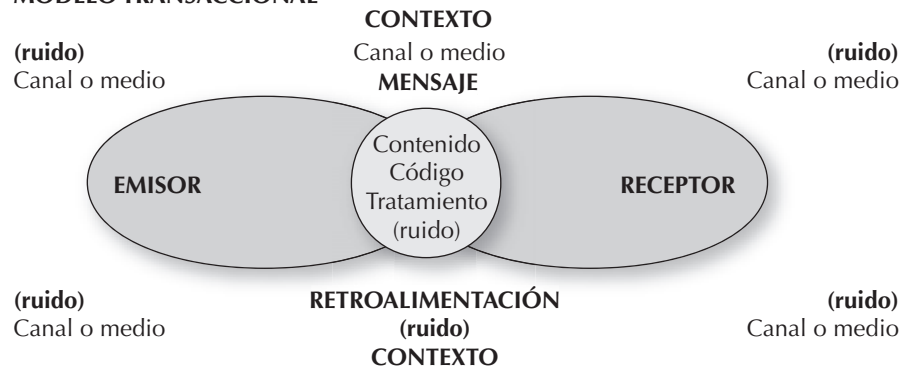 MODELO TRANSACCIONAL
CONTEXTO
(ruido)
Canal o medio
(ruido)
Canal o medio
MENSAJE
Canal o medio
Contenido
Código
Tratamiento
(ruido)
EMISOR
RECEPTOR
(ruido)
RETROALIMENTACIÓN
(ruido)
Canal o medio
(ruido)
Canal o medio
CONTEXTO